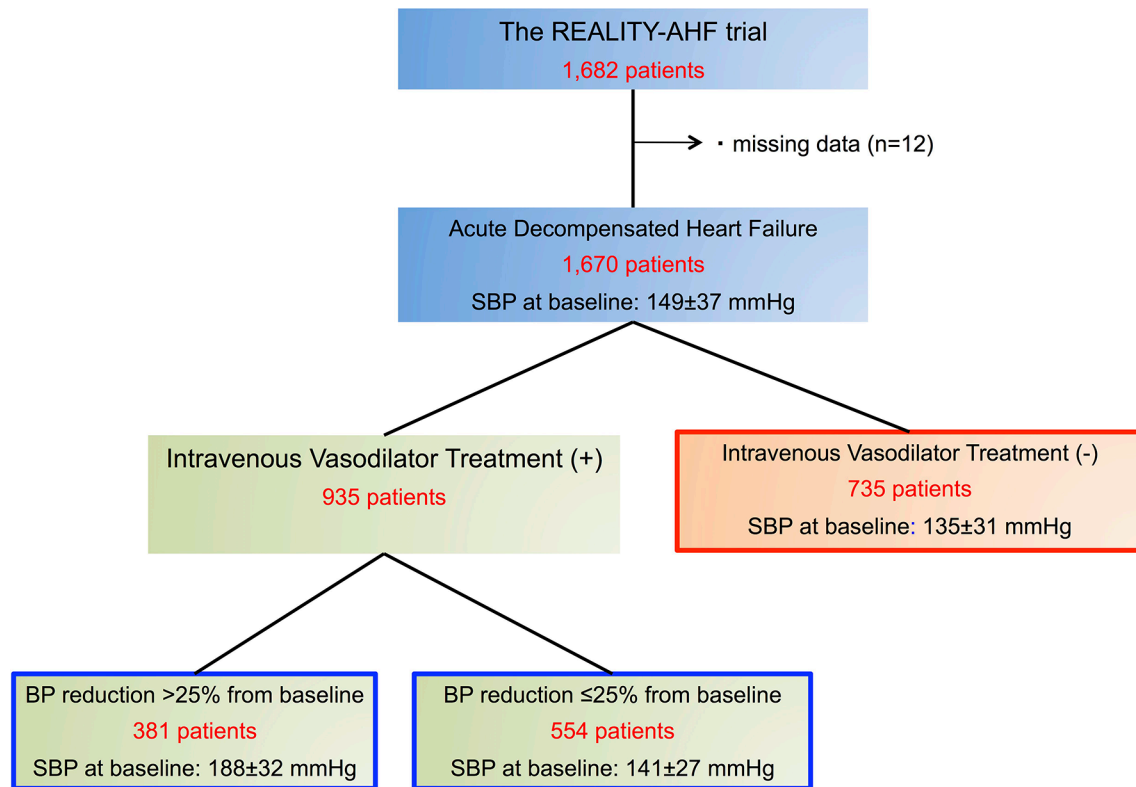 The REALITY-AHF trial
1,682 patients
· missing data (n=12)
Acute Decompensated Heart Failure
1,670 patients
SBP at baseline: 149±37 mmHg
Intravenous Vasodilator Treatment (+)
935 patients
Intravenous Vasodilator Treatment (-)
735 patients
SBP at baseline: 135±31 mmHg
BP reduction >25% from baseline
381 patients
SBP at baseline: 188±32 mmHg
BP reduction ≤25% from baseline
554 patients
SBP at baseline: 141±27 mmHg